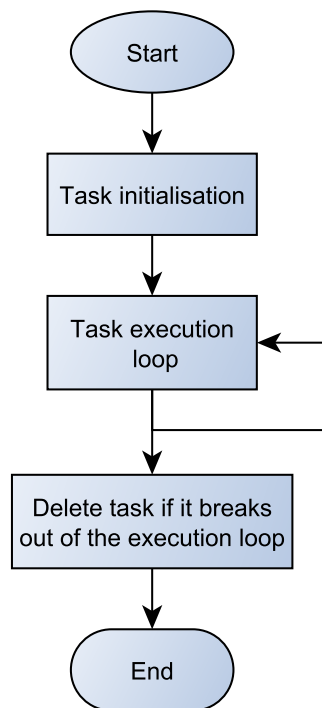 Start
Task initialisation
Task execution
loop
Delete task if it breaks
out of the execution loop
End